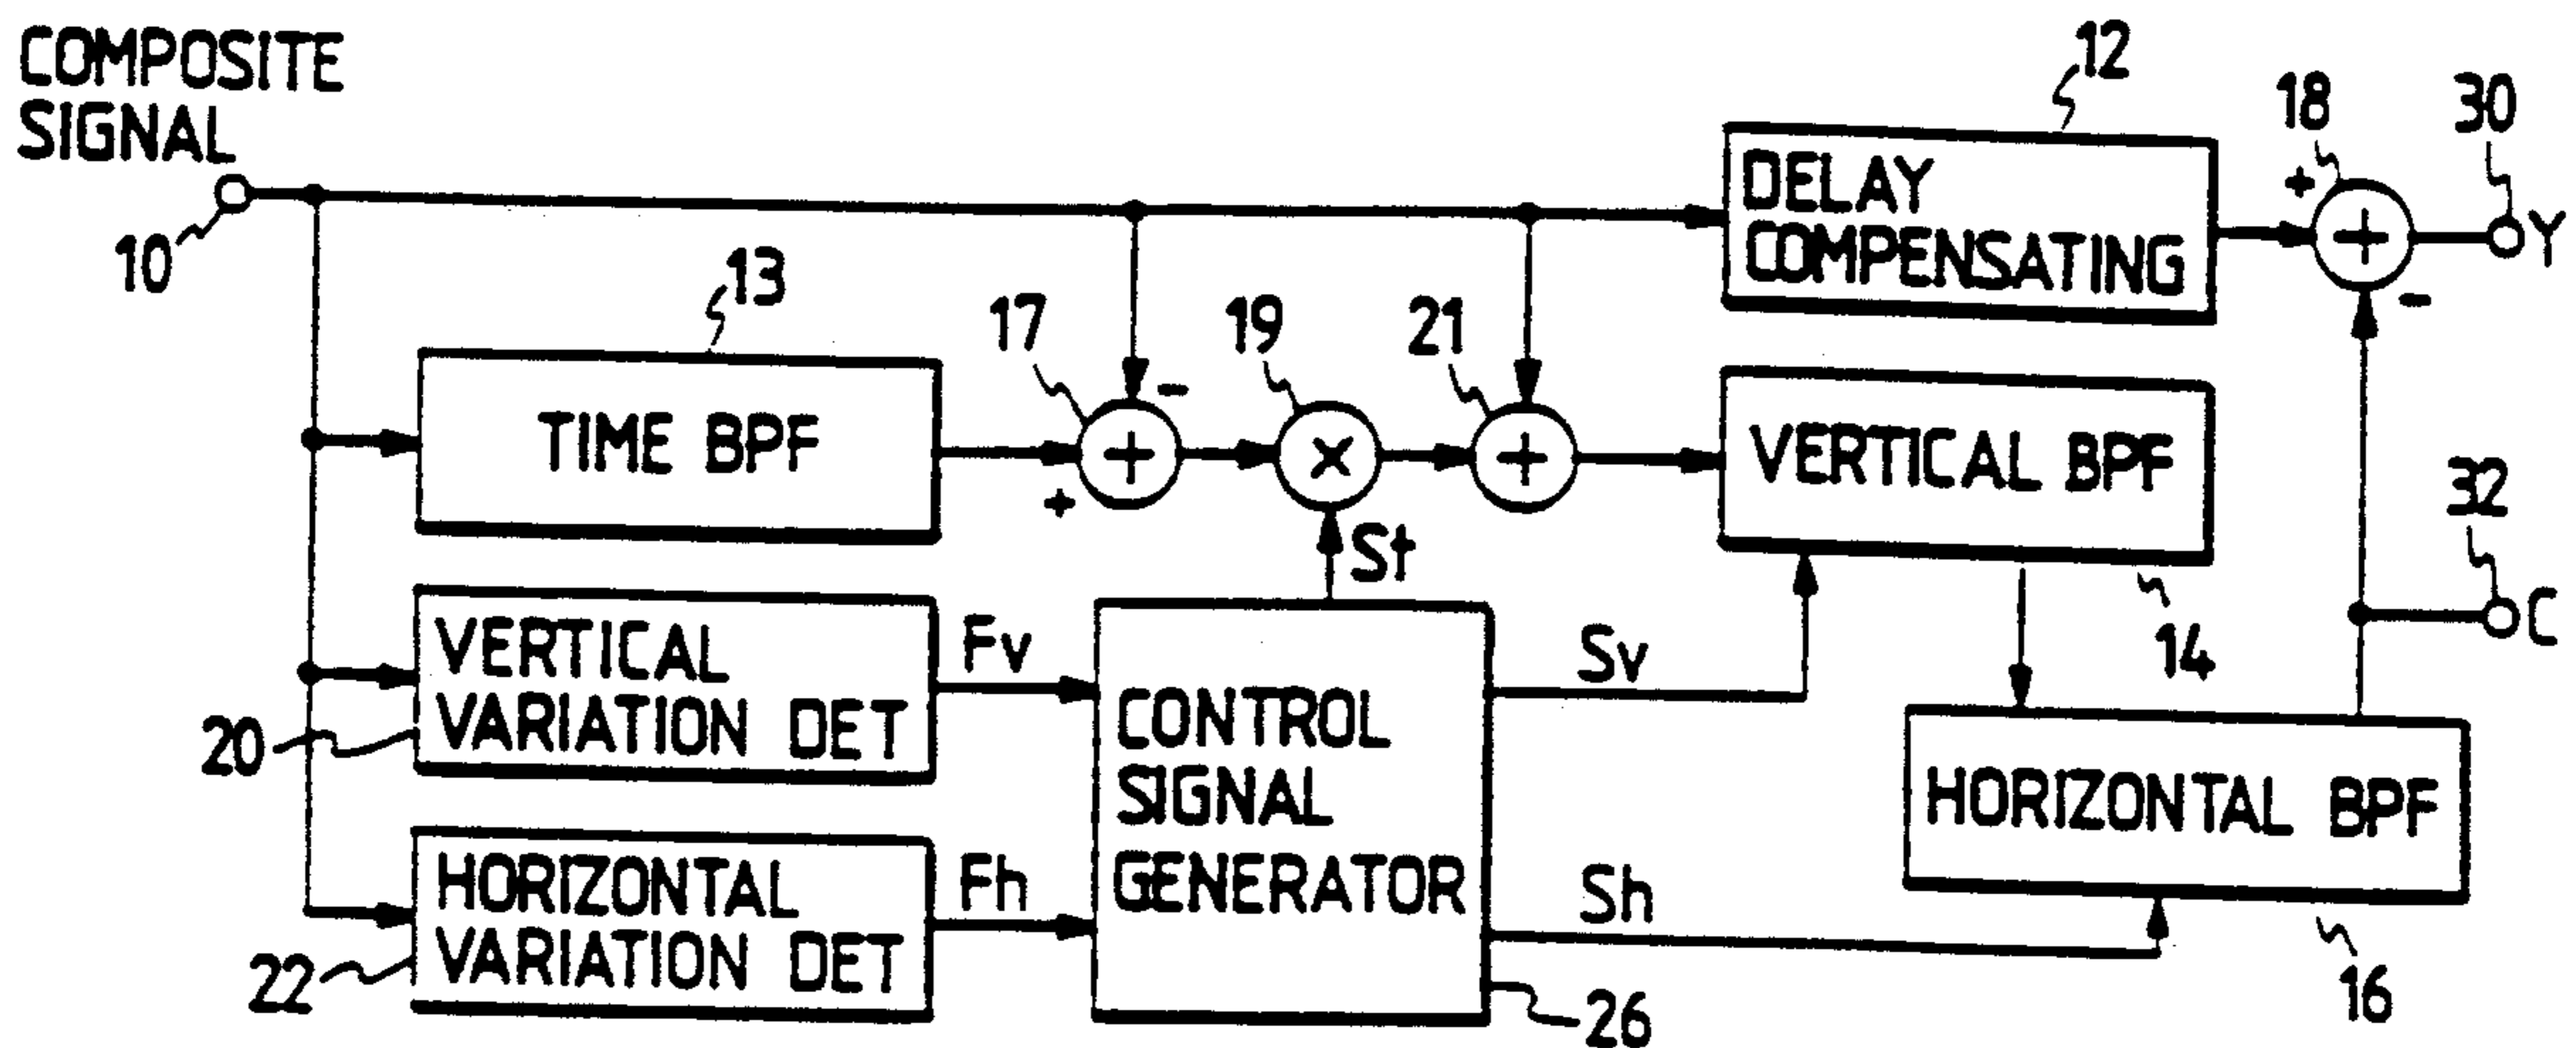 COMPOSITE
SIGNAL
10
12
DELAY
COMPENSATING
18
+
+
-
30
Y
13
TIME BPF
17
-
+
+
19
×
St
21
+
VERTICAL BPF
14
32
C
VERTICAL
VARIATION DET
20
Fv
HORIZONTAL
VARIATION DET
22
Fh
CONTROL
SIGNAL
GENERATOR
26
Sv
Sh
HORIZONTAL BPF
16